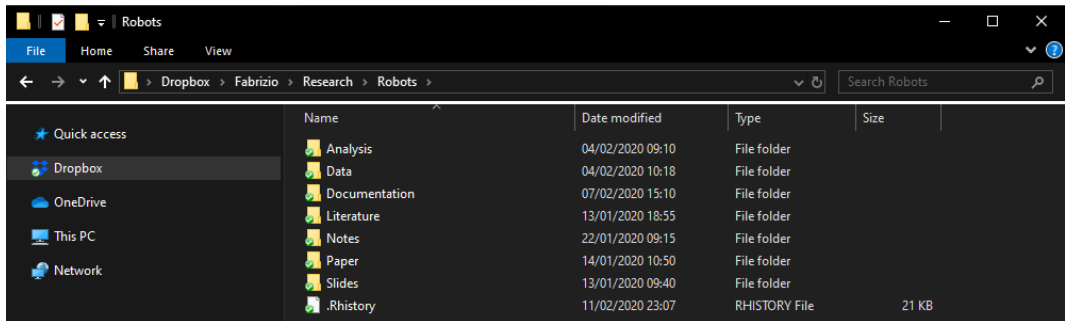 Robots
File Home Share View
Dropbox Fabrizio Research Robots Search Robots
Name Date modified Type Size
Quick access
Analysis 04/02/2020 09:10 File folder
Dropbox
Data 04/02/2020 10:18 File folder
Documentation 07/02/2020 15:10 File folder
OneDrive
Literature 13/01/2020 18:55 File folder
This PC
Notes 22/01/2020 09:15 File folder
Paper 14/01/2020 10:50 File folder
Network
Slides 13/01/2020 09:40 File folder
.Rhistory 11/02/2020 23:07 RHISTORY File 21 KB